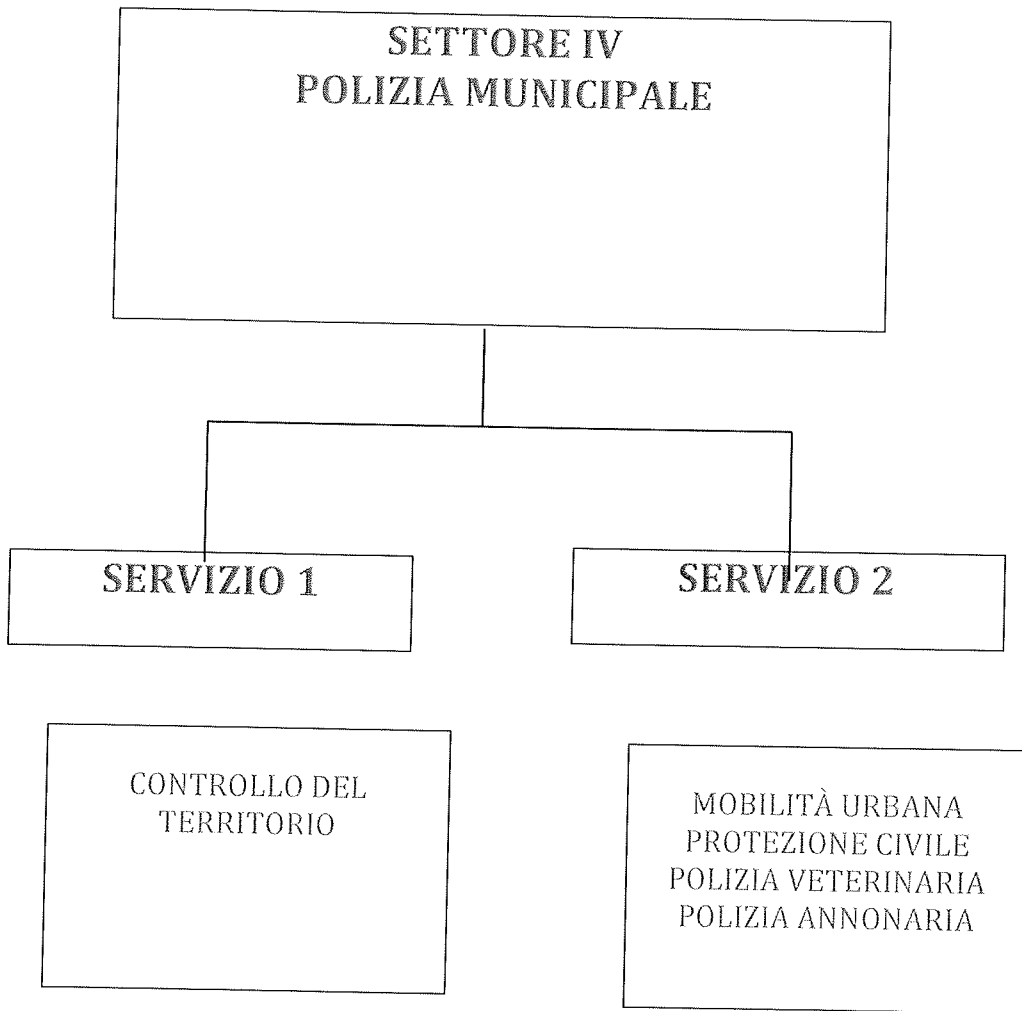 SETTORE IV
POLIZIA MUNICIPALE
SERVIZIO 1
SERVIZIO 2
CONTROLLO DEL
TERRITORIO
MOBILITÀ URBANA
PROTEZIONE CIVILE
POLIZIA VETERINARIA
POLIZIA ANNONARIA